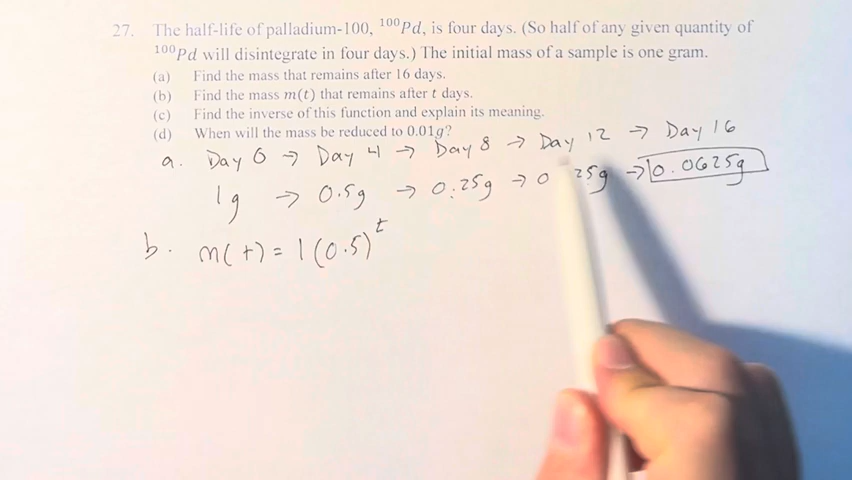 27. The half-life of palladium-100, ¹⁰⁰Pd, is four days. (So half of any given quantity of
¹⁰⁰Pd will disintegrate in four days.) The initial mass of a sample is one gram.
(a) Find the mass that remains after 16 days.
(b) Find the mass m(t) that remains after t days.
(c) Find the inverse of this function and explain its meaning.
(d) When will the mass be reduced to 0.01g?
a. Day 0 → Day 4 → Day 8 → Day 12 → Day 16
1g → 0.5g → 0.25g → 0 25g → 0.0625g
b. m(t) = 1(0.5)^t